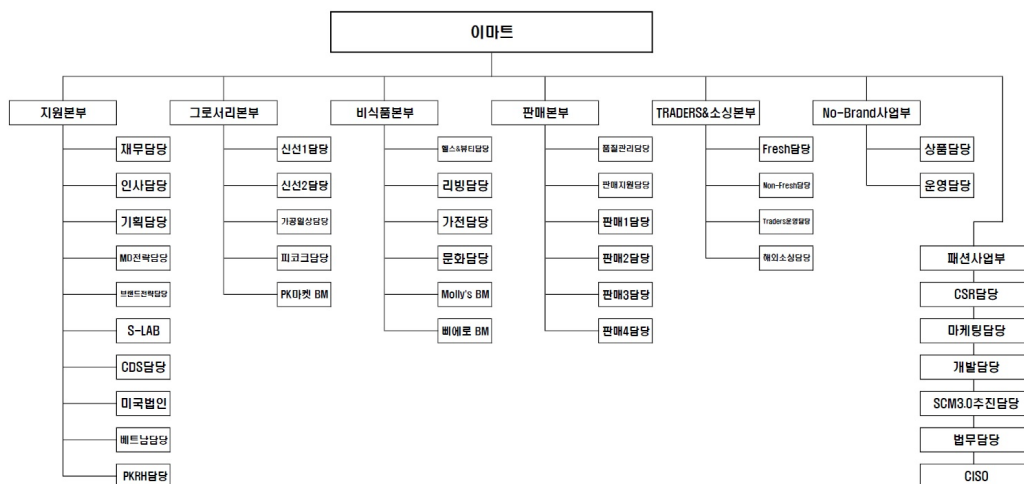 이마트
지원본부
재무담당
인사담당
기획담당
MD전략담당
브랜드전략담당
S-LAB
CDS담당
미국법인
베트남담당
PKRH담당
그로서리본부
신선1담당
신선2담당
가공일상담당
피코크담당
PK마켓 BM
비식품본부
헬스&뷰티담당
리빙담당
가전담당
문화담당
Molly's BM
삐에로 BM
판매본부
품질관리담당
판매지원담당
판매1담당
판매2담당
판매3담당
판매4담당
TRADERS&소싱본부
Fresh담당
Non-Fresh담당
Traders운영담당
해외소싱담당
No-Brand사업부
상품담당
운영담당
패션사업부
CSR담당
마케팅담당
개발담당
SCM3.0추진담당
법무담당
CISO